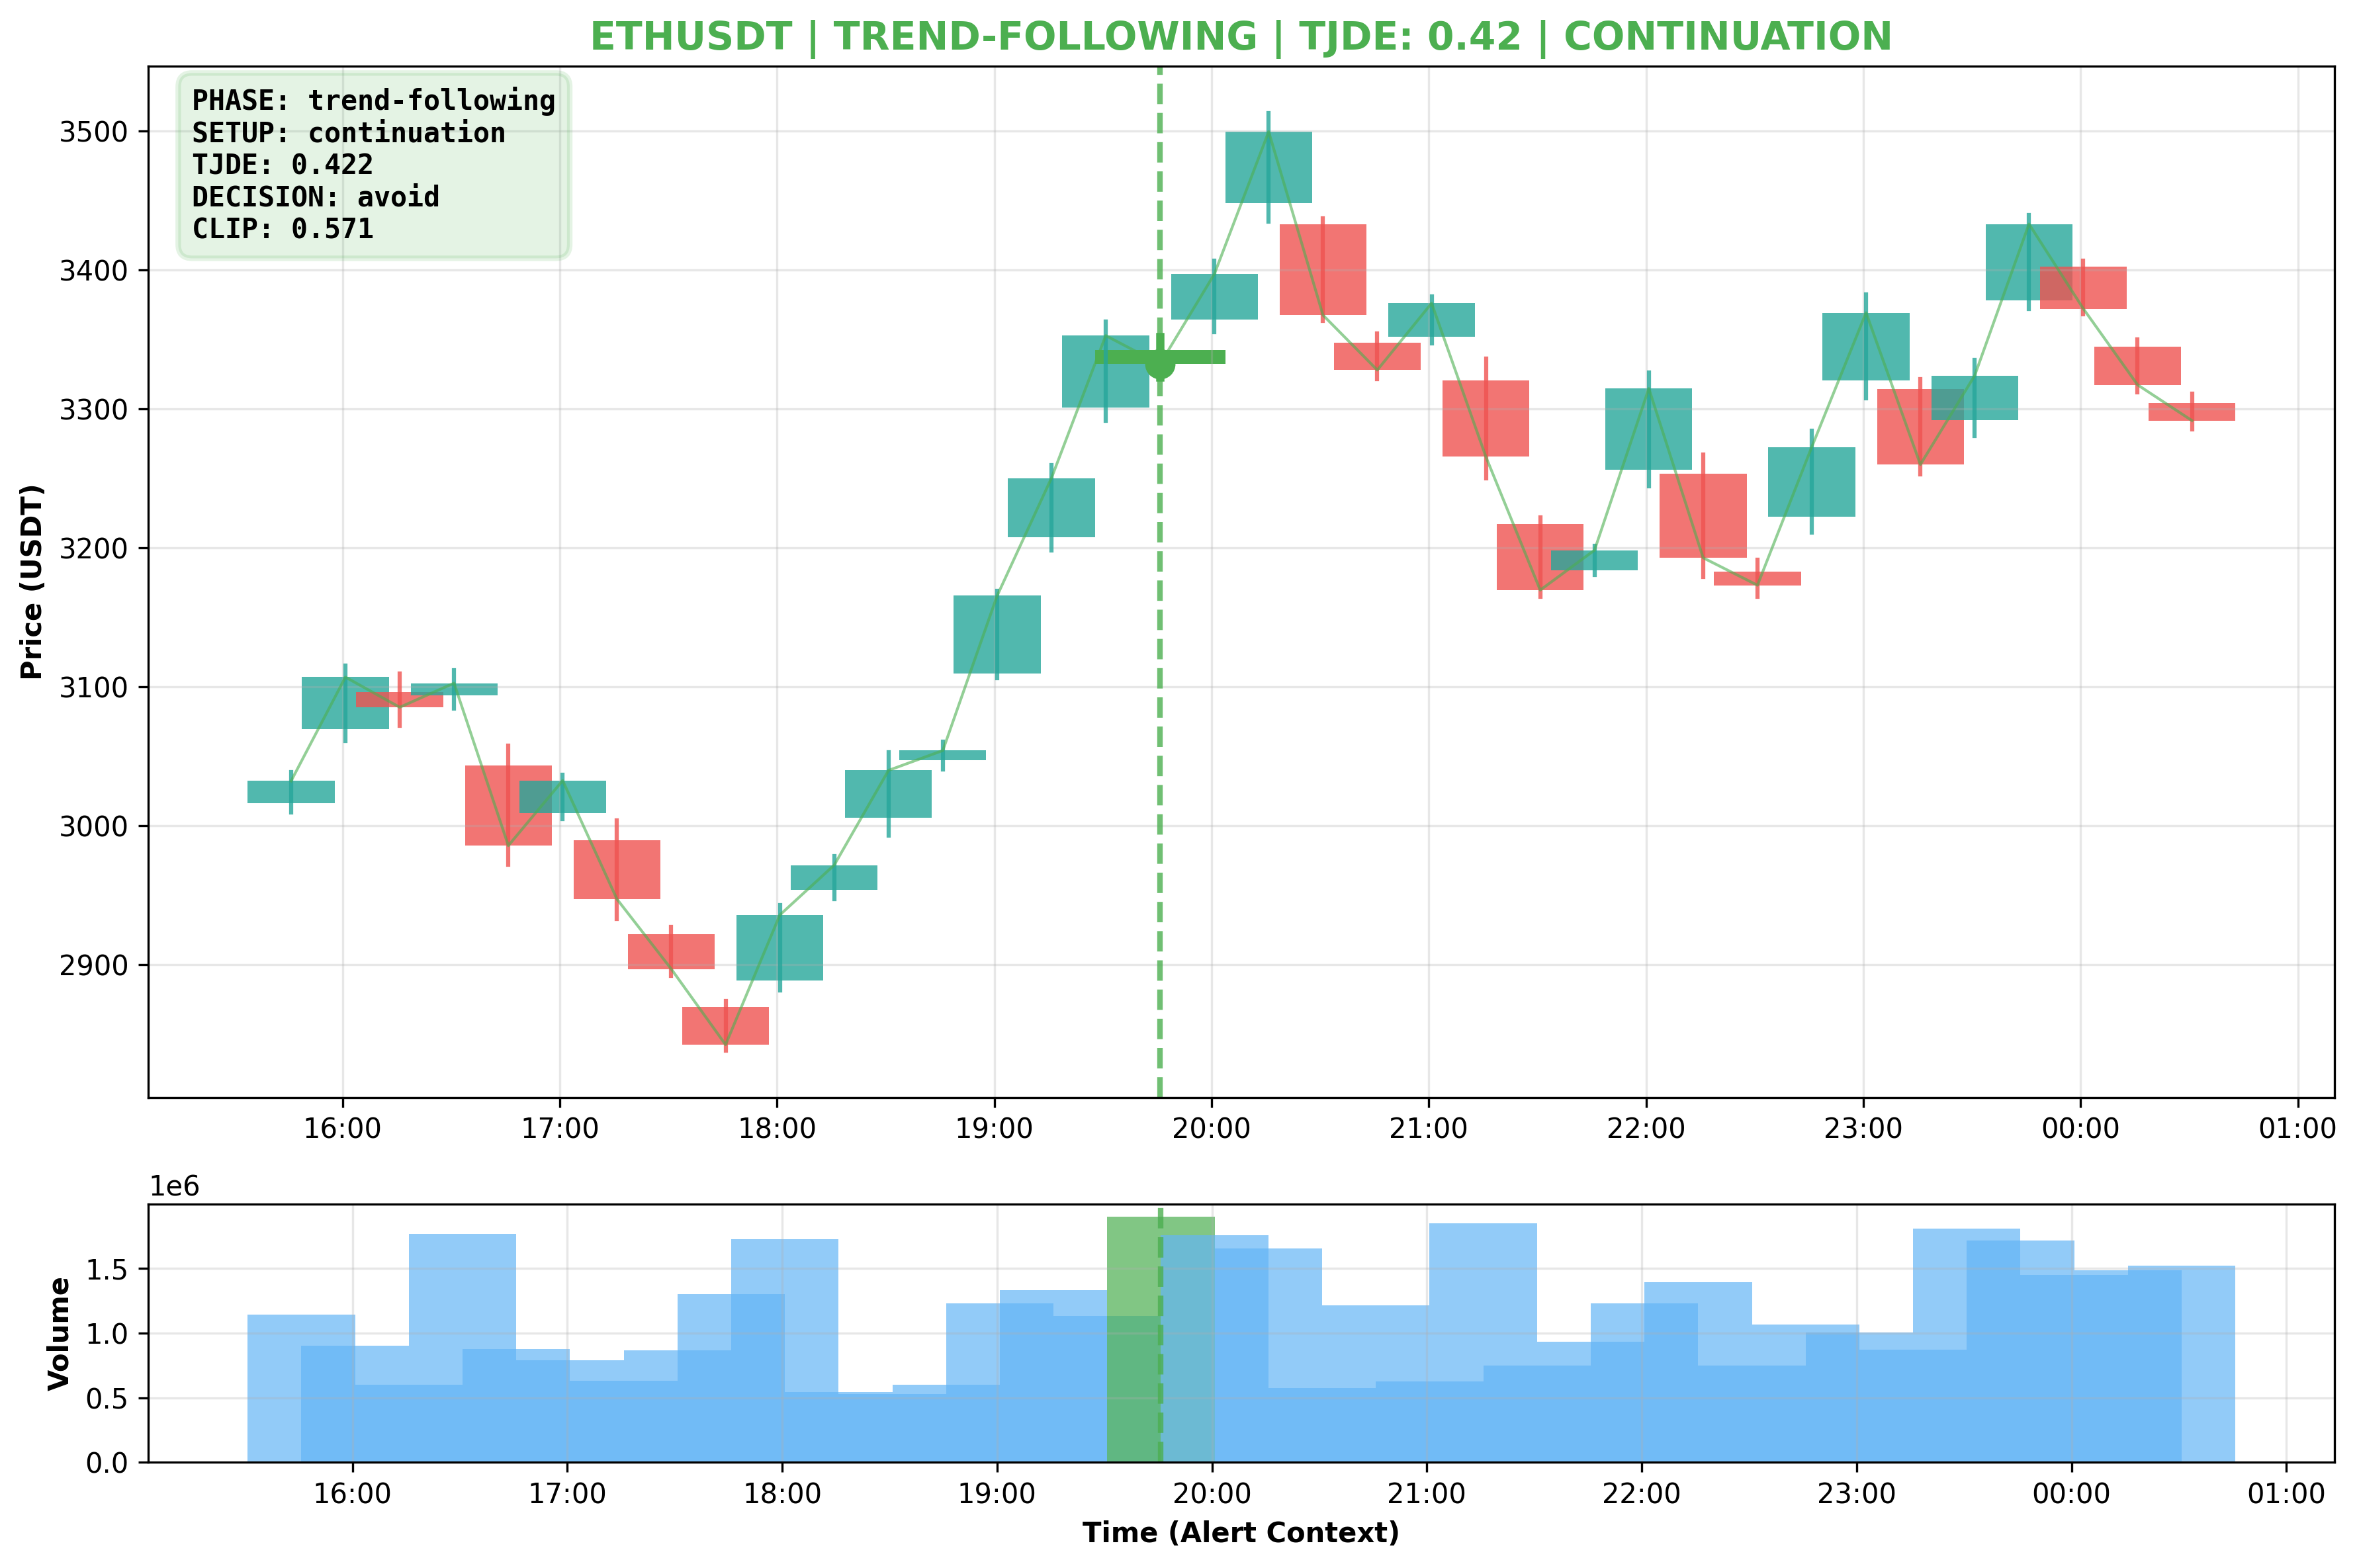 ETHUSDT | TREND-FOLLOWING | TJDE: 0.42 | CONTINUATION
PHASE: trend-following
SETUP: continuation
TJDE: 0.422
DECISION: avoid
CLIP: 0.571
Price (USDT)
3500
3400
3300
3200
3100
3000
2900
16:00 17:00 18:00 19:00 20:00 21:00 22:00 23:00 00:00 01:00
1e6
Volume
1.5
1.0
0.5
0.0
16:00 17:00 18:00 19:00 20:00 21:00 22:00 23:00 00:00 01:00
Time (Alert Context)